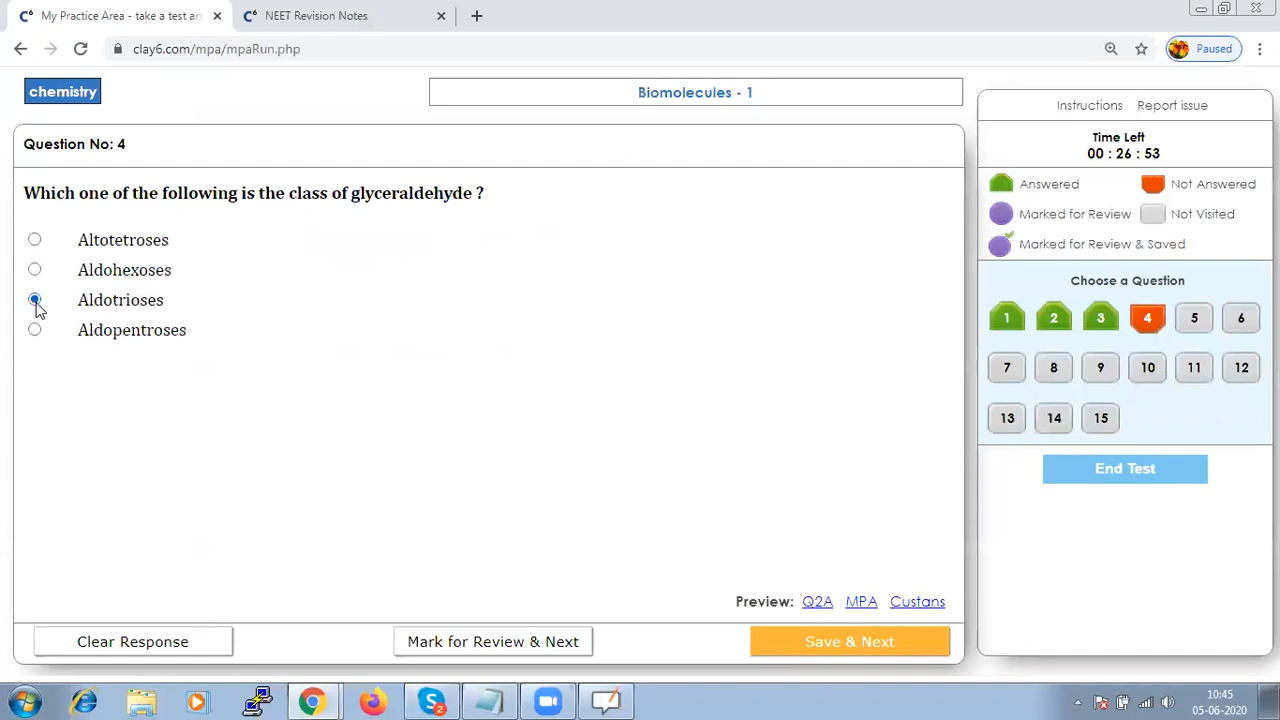 My Practice Area - take a test an
NEET Revision Notes
clay6.com/mpa/mpaRun.php
Paused
chemistry
Biomolecules - 1
Instructions Report issue
Time Left
00 : 26 : 53
Question No: 4
Which one of the following is the class of glyceraldehyde ?
Altotetroses
Aldohexoses
Aldotrioses
Aldopentroses
Answered
Not Answered
Marked for Review
Not Visited
Marked for Review & Saved
Choose a Question
1 2 3 4 5 6
7 8 9 10 11 12
13 14 15
End Test
Preview: Q2A MPA Custans
Clear Response
Mark for Review & Next
Save & Next
2
10:45
05-06-2020